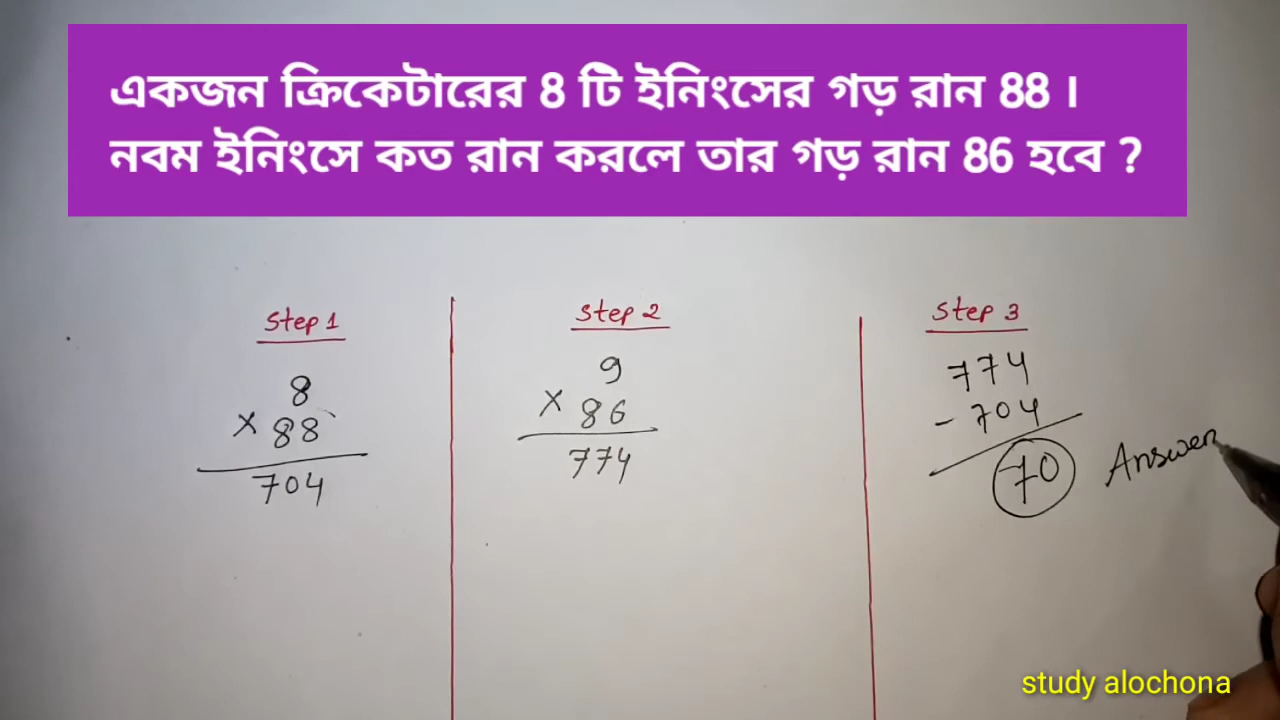 একজন ক্রিকেটারের 8 টি ইনিংসের গড় রান 88 ।
নবম ইনিংসে কত রান করলে তার গড় রান 86 হবে ?
Step 1
8
× 88
704
Step 2
9
× 86
774
Step 3
774
- 704
70 Answer
study alochona